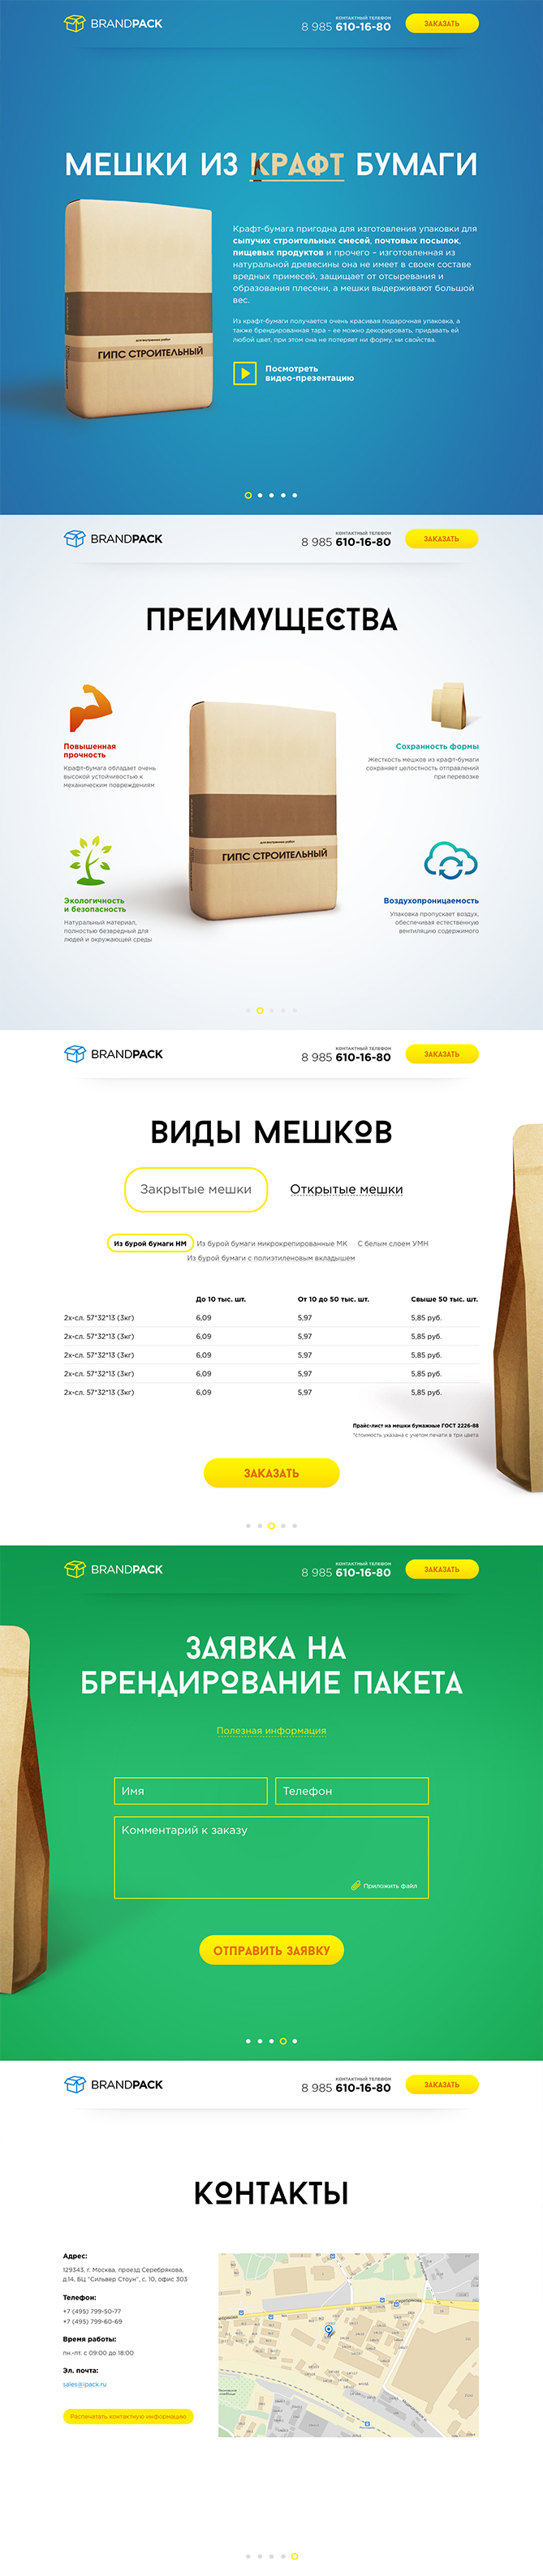 BRANDPACK
КОНТАКТНЫЙ ТЕЛЕФОН
8 985 610-16-80
ЗАКАЗАТЬ
МЕШКИ ИЗ КРАФТ БУМАГИ
Крафт-бумага пригодна для изготовления упаковки для
сыпучих строительных смесей, почтовых посылок,
пищевых продуктов и прочего – изготовленная из
натуральной древесины она не имеет в своем составе
вредных примесей, защищает от отсыревания и
образования плесени, а мешки выдерживают большой
вес.
Из крафт-бумаги получается очень красивая подарочная упаковка, а
также брендированная тара – ее можно декорировать, придавать ей
любой цвет, при этом она не потеряет ни форму, ни свойства.
для внутренних работ
ГИПС СТРОИТЕЛЬНЫЙ
Посмотреть
видео-презентацию
BRANDPACK
КОНТАКТНЫЙ ТЕЛЕФОН
8 985 610-16-80
ЗАКАЗАТЬ
ПРЕИМУЩЕСТВА
Повышенная
прочность
Крафт-бумага обладает очень
высокой устойчивостью к
механическим повреждениям
Сохранность формы
Жесткость мешков из крафт-бумаги
сохраняет целостность отправлений
при перевозке
для внутренних работ
ГИПС СТРОИТЕЛЬНЫЙ
Экологичность
и безопасность
Натуральный материал,
полностью безвредный для
людей и окружающей среды
Воздухопроницаемость
Упаковка пропускает воздух,
обеспечивая естественную
вентиляцию содержимого
BRANDPACK
КОНТАКТНЫЙ ТЕЛЕФОН
8 985 610-16-80
ЗАКАЗАТЬ
ВИДЫ МЕШКОВ
Закрытые мешки Открытые мешки
Из бурой бумаги НМ Из бурой бумаги микрокрепированные МК С белым слоем УМН
Из бурой бумаги с полиэтиленовым вкладышем
До 10 тыс. шт. От 10 до 50 тыс. шт. Свыше 50 тыс. шт.
2х-сл. 57*32*13 (3кг) 6,09 5,97 5,85 руб.
2х-сл. 57*32*13 (3кг) 6,09 5,97 5,85 руб.
2х-сл. 57*32*13 (3кг) 6,09 5,97 5,85 руб.
2х-сл. 57*32*13 (3кг) 6,09 5,97 5,85 руб.
2х-сл. 57*32*13 (3кг) 6,09 5,97 5,85 руб.
Прайс-лист на мешки бумажные ГОСТ 2226-88
*стоимость указана с учетом печати в три цвета
ЗАКАЗАТЬ
BRANDPACK
КОНТАКТНЫЙ ТЕЛЕФОН
8 985 610-16-80
ЗАКАЗАТЬ
ЗАЯВКА НА
БРЕНДИРОВАНИЕ ПАКЕТА
Полезная информация
Имя
Телефон
Комментарий к заказу
Приложить файл
ОТПРАВИТЬ ЗАЯВКУ
BRANDPACK
КОНТАКТНЫЙ ТЕЛЕФОН
8 985 610-16-80
ЗАКАЗАТЬ
КОНТАКТЫ
Адрес:
129343, г. Москва, проезд Серебрякова,
д.14, БЦ "Сильвер Стоун", с. 10, офис 303
Телефон:
+7 (495) 799-50-77
+7 (495) 799-60-69
Время работы:
пн.-пт. с 09:00 до 18:00
Эл. почта:
sales@ipack.ru
Распечатать контактную информацию